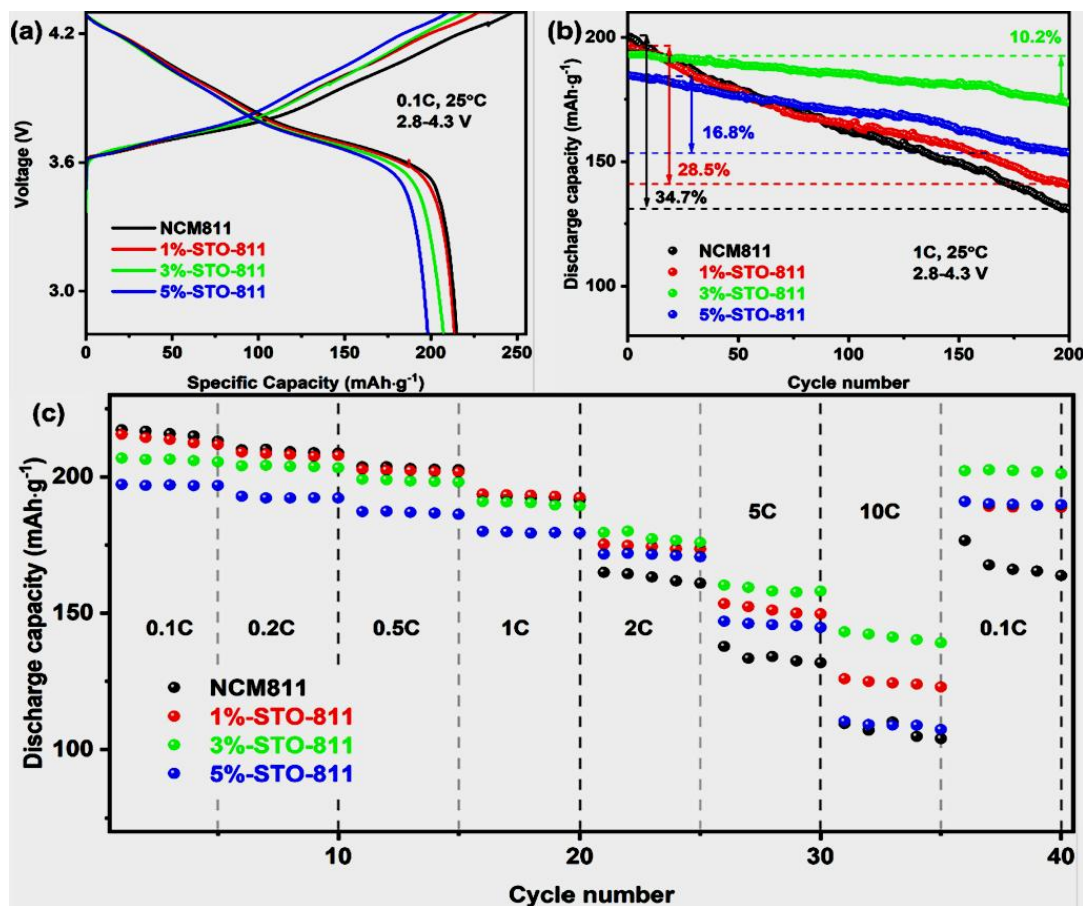 (a)
4.2
3.6
3.0
Voltage (V)
0.1C, 25°C
2.8-4.3 V
NCM811
1%-STO-811
3%-STO-811
5%-STO-811
0 50 100 150 200 250
Specific Capacity (mAh·g⁻¹)
(b)
200
150
100
Discharge capacity (mAh·g⁻¹)
10.2%
16.8%
28.5%
34.7%
NCM811
1%-STO-811
3%-STO-811
5%-STO-811
1C, 25°C
2.8-4.3 V
0 50 100 150 200
Cycle number
(c)
200
150
100
Discharge capacity (mAh·g⁻¹)
5C 10C
0.1C 0.2C 0.5C 1C 2C 0.1C
NCM811
1%-STO-811
3%-STO-811
5%-STO-811
10 20 30 40
Cycle number